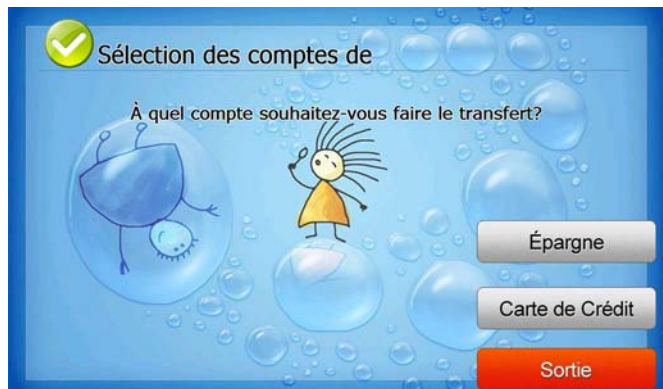 Sélection des comptes de
À quel compte souhaitez-vous faire le transfert?
Épargne
Carte de Crédit
Sortie